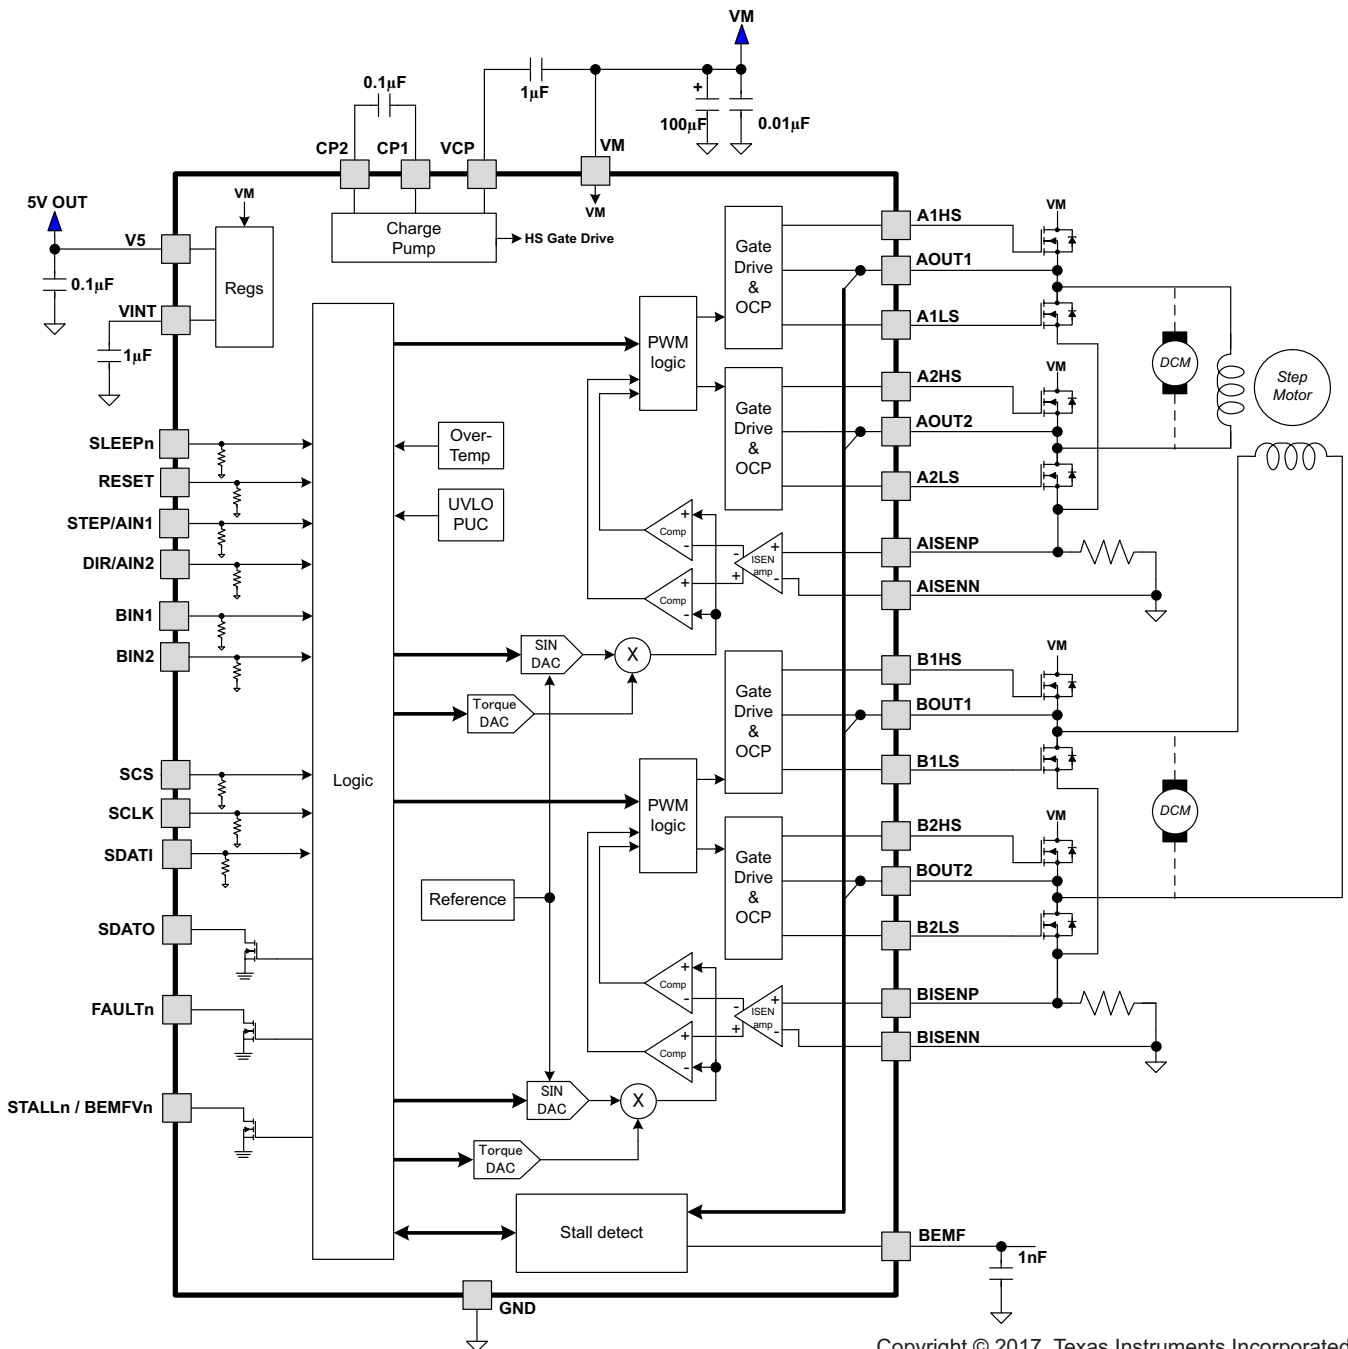 VM
0.1µF
1µF
+
100µF
0.01µF
CP2
CP1
VCP
VM
5V OUT
VM
VM
V5
Charge
Pump
HS Gate Drive
0.1µF
Regs
VINT
1µF
Gate
Drive
&
OCP
A1HS
AOUT1
A1LS
VM
DCM
Step
Motor
PWM
logic
Gate
Drive
&
OCP
A2HS
AOUT2
A2LS
VM
SLEEPn
RESET
STEP/AIN1
DIR/AIN2
BIN1
BIN2
Over-
Temp
UVLO
PUC
+
Comp
-
+
Comp
-
-
+
ISEN
amp
+
-
AISENP
AISENN
SIN
DAC
X
Torque
DAC
Gate
Drive
&
OCP
B1HS
BOUT1
B1LS
VM
SCS
SCLK
SDATI
Logic
PWM
logic
DCM
Gate
Drive
&
OCP
B2HS
BOUT2
B2LS
VM
Reference
SDATO
FAULTn
STALLn / BEMFVn
+
Comp
-
+
Comp
-
-
+
ISEN
amp
+
-
BISENP
BISENN
SIN
DAC
X
Torque
DAC
Stall detect
BEMF
1nF
GND
Copyright © 2017, Texas Instruments Incorporated